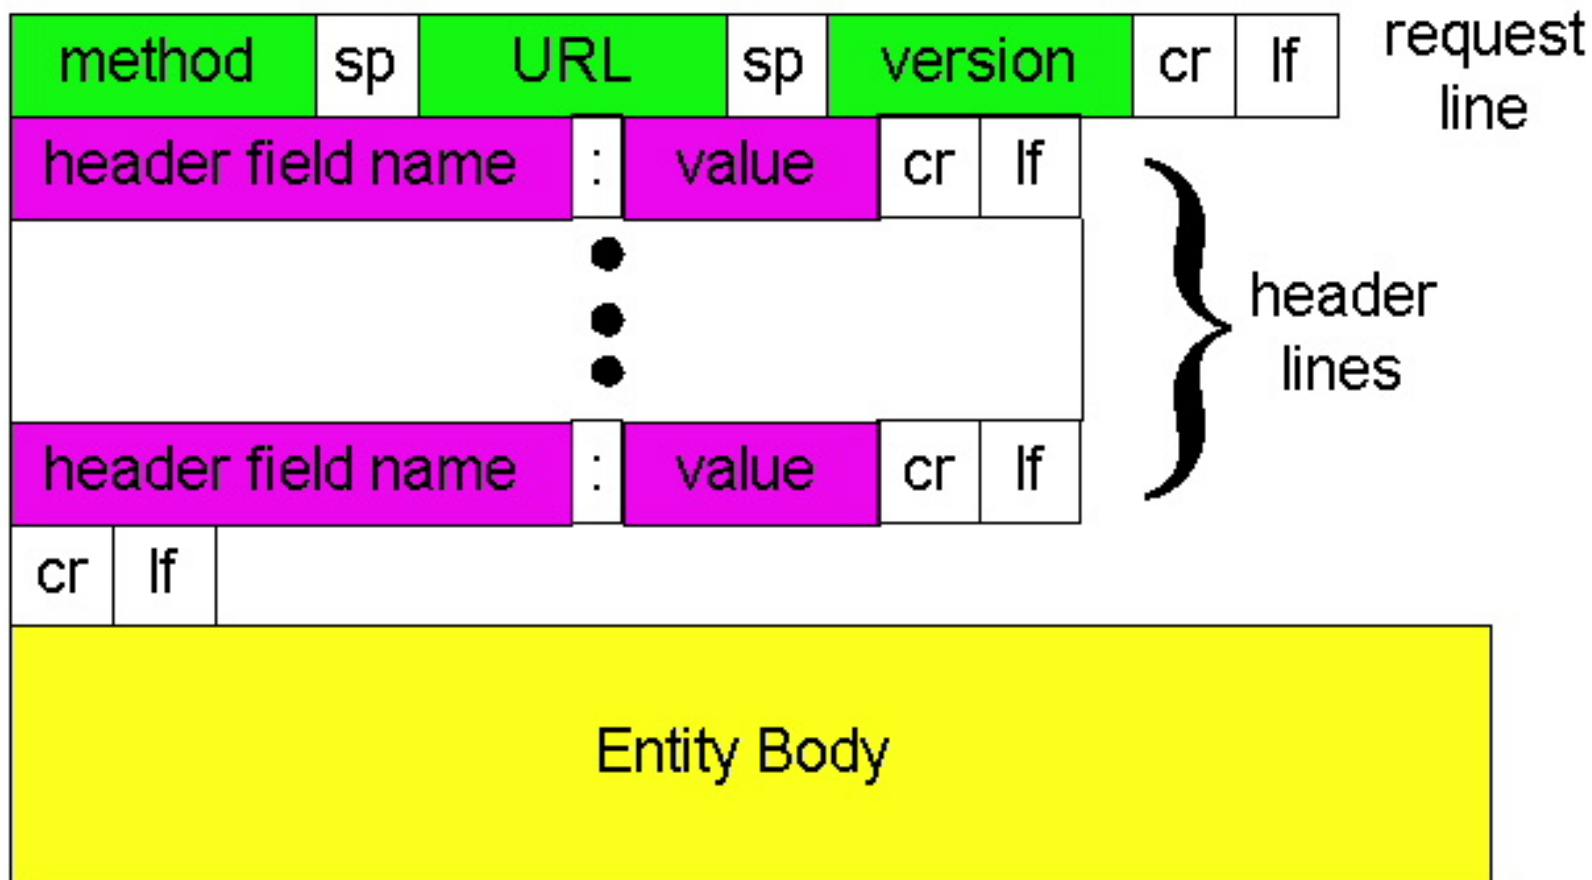 method sp URL sp version cr lf
request
line
header field name : value cr lf
header
lines
header field name : value cr lf
cr lf
Entity Body